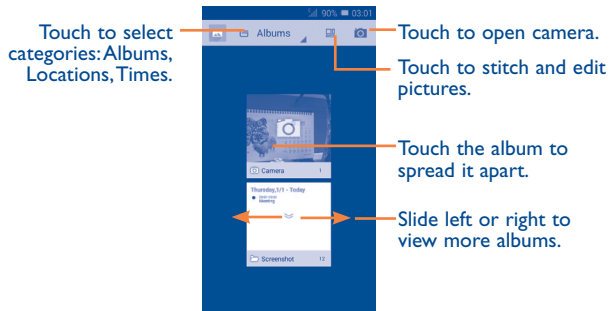 90% 03:01
Albums
Touch to select
categories: Albums,
Locations, Times.
Touch to open camera.
Touch to stitch and edit
pictures.
Camera 1
Touch the album to
spread it apart.
Thursday,1/1 - Today
Meeting
Slide left or right to
view more albums.
Screenshot 12